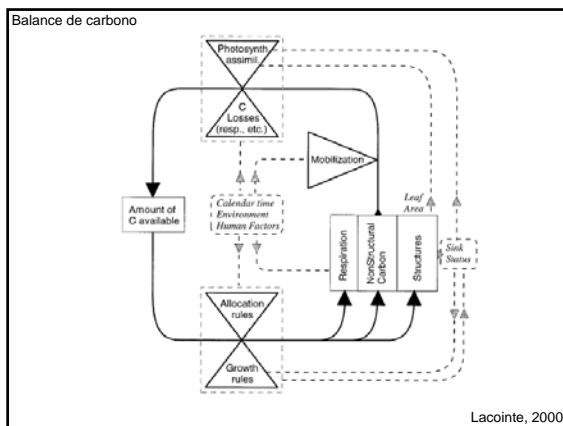 Balance de carbono
Photosynth.
assimil.
C
Losses
(resp., etc.)
Mobilization
Amount of
C available
Calendar time
Environment
Human Factors
Leaf
Area
Respiration
NonStructural
Carbon
Structures
Sink
Status
Allocation
rules
Growth
rules
Lacointe, 2000